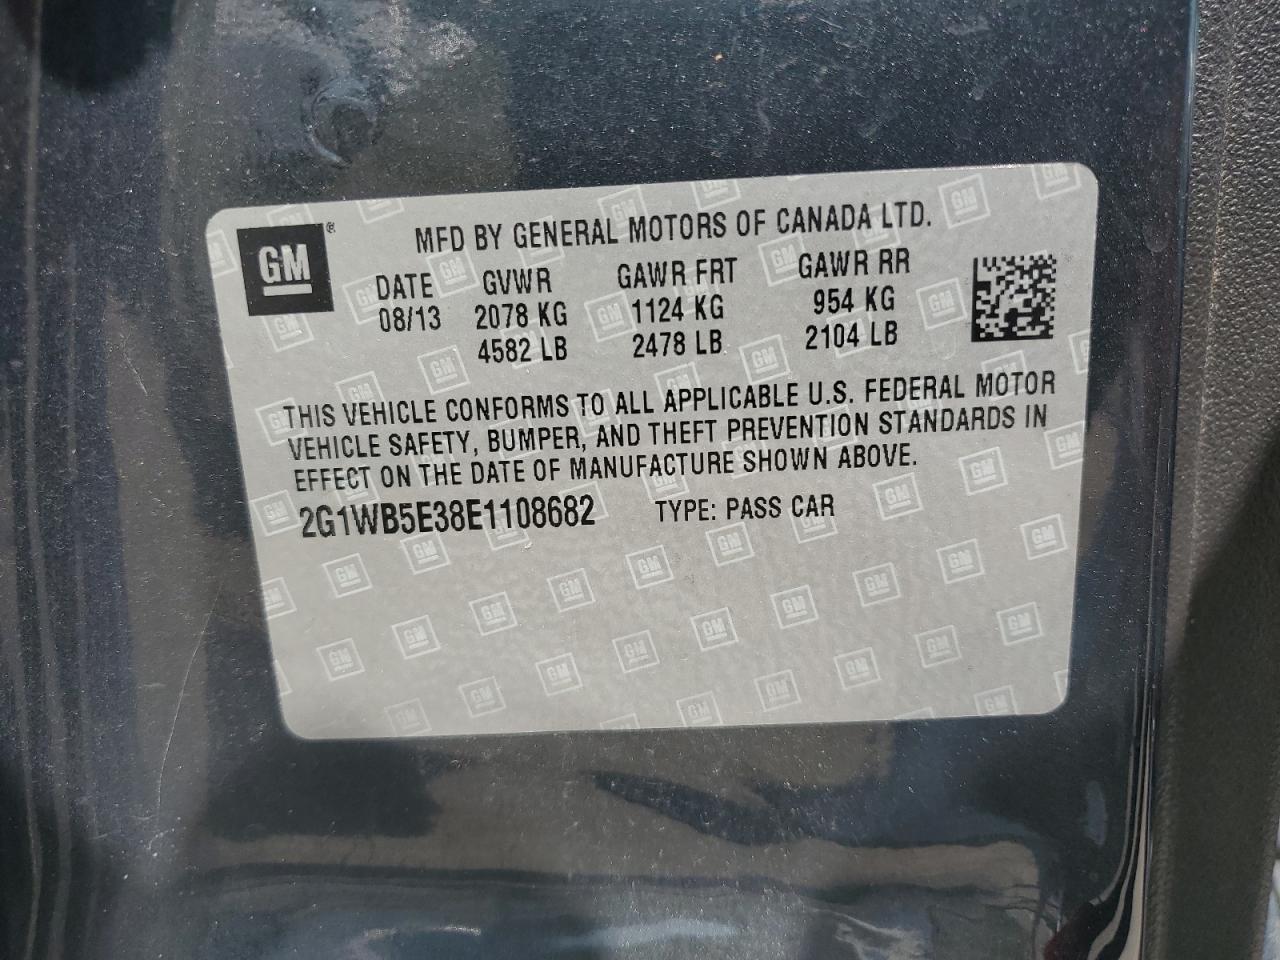 GM ® MFD BY GENERAL MOTORS OF CANADA LTD.
DATE GVWR GAWR FRT GAWR RR
08/13 2078 KG 1124 KG 954 KG
4582 LB 2478 LB 2104 LB
THIS VEHICLE CONFORMS TO ALL APPLICABLE U.S. FEDERAL MOTOR
VEHICLE SAFETY, BUMPER, AND THEFT PREVENTION STANDARDS IN
EFFECT ON THE DATE OF MANUFACTURE SHOWN ABOVE.
2G1WB5E38E1108682 TYPE: PASS CAR